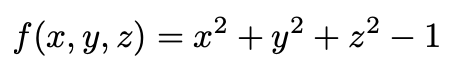 f(x, y, z) = x² + y² + z² − 1